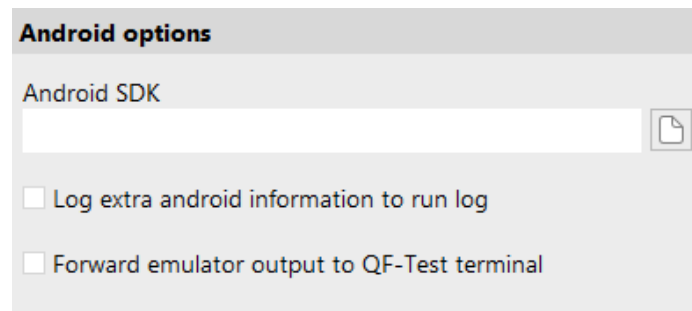 Android options
Android SDK
Log extra android information to run log
Forward emulator output to QF-Test terminal